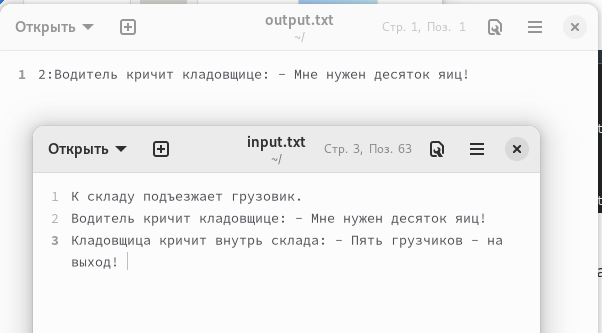 Открыть
output.txt
~/
Стр. 1, Поз. 1
1 2:Водитель кричит кладовщице: - Мне нужен десяток яиц!
Открыть
input.txt
~/
Стр. 3, Поз. 63
1 К складу подъезжает грузовик.
2 Водитель кричит кладовщице: - Мне нужен десяток яиц!
3 Кладовщица кричит внутрь склада: - Пять грузчиков - на
выход!